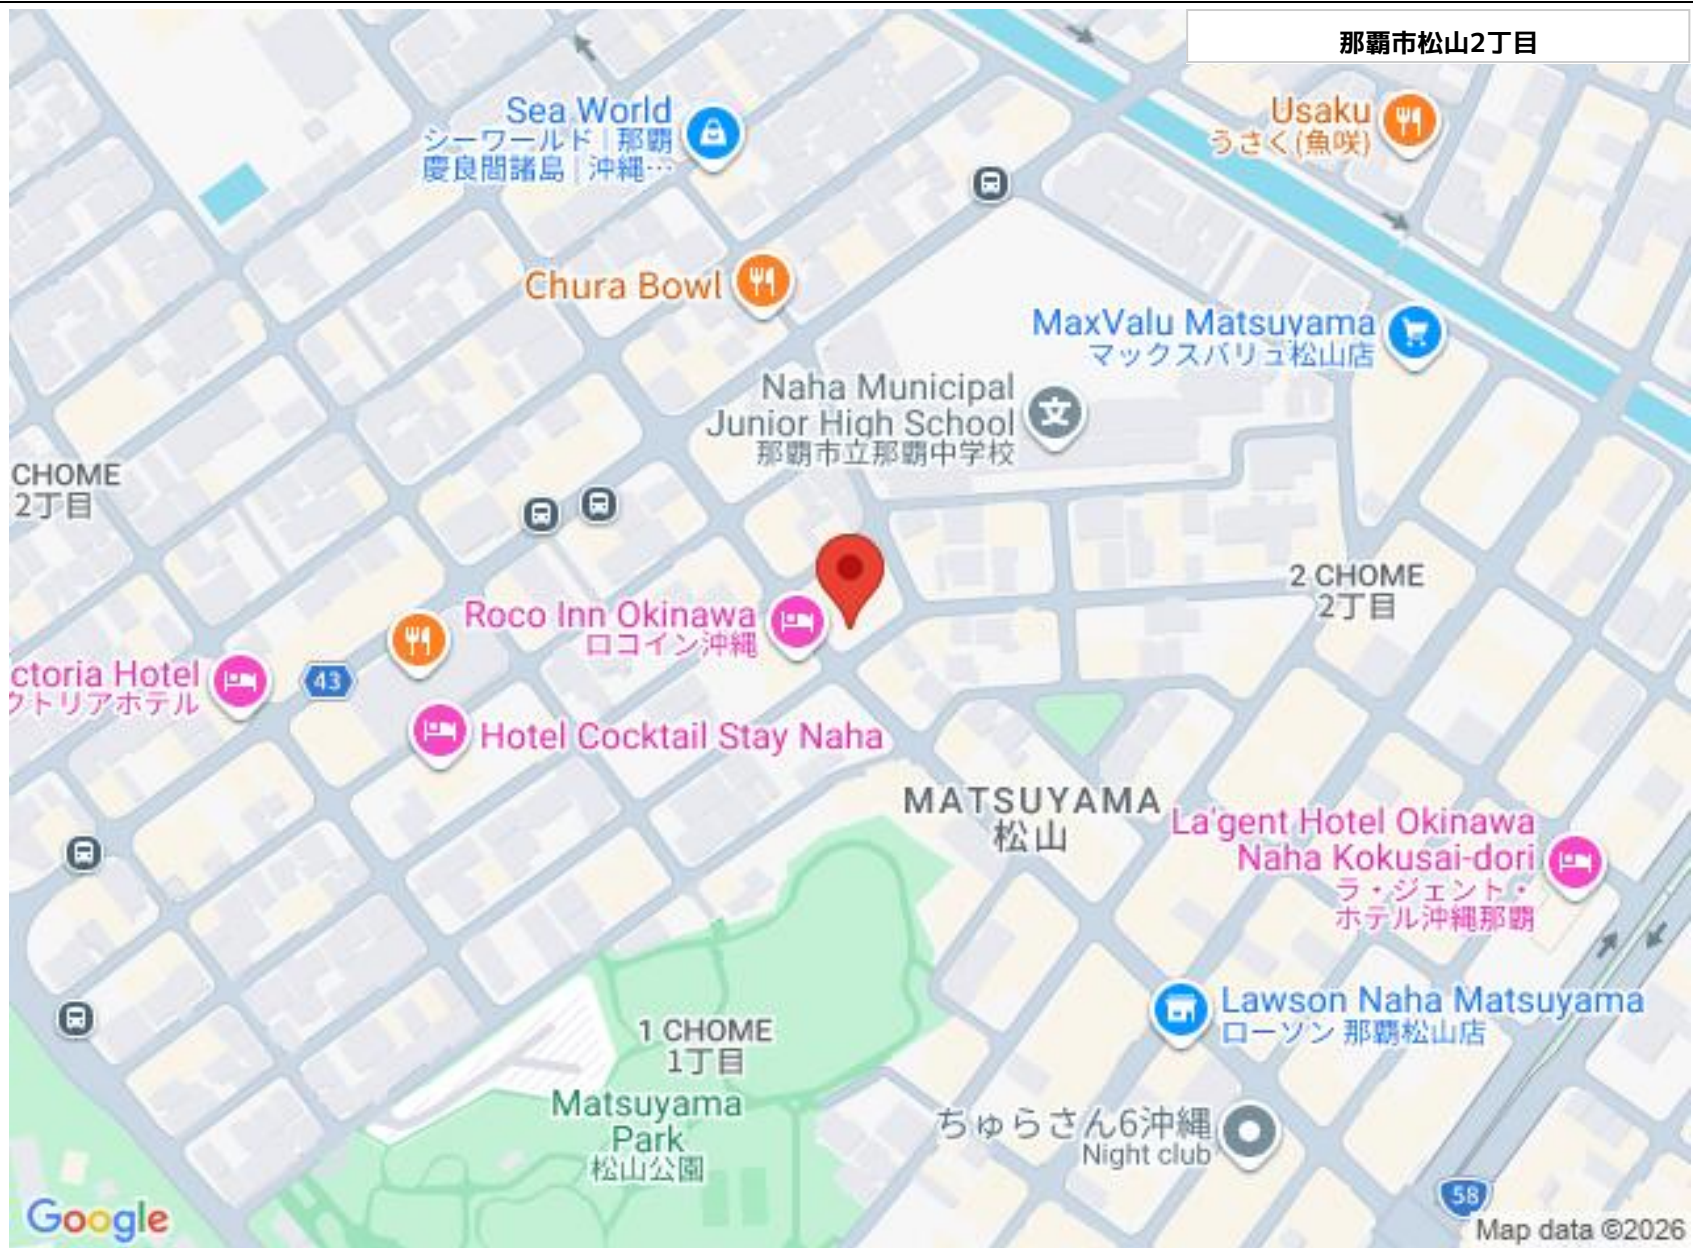 那覇市松山2丁目
Sea World
シーワールド | 那覇
慶良間諸島 | 沖縄…
Usaku
うさく(魚咲)
Chura Bowl
MaxValu Matsuyama
マックスバリュ松山店
Naha Municipal
Junior High School
那覇市立那覇中学校
文
CHOME
2丁目
2 CHOME
2丁目
Roco Inn Okinawa
ロコイン沖縄
ctoria Hotel
クトリアホテル
43
Hotel Cocktail Stay Naha
MATSUYAMA
松山
La'gent Hotel Okinawa
Naha Kokusai-dori
ラ・ジェント・
ホテル沖縄那覇
Lawson Naha Matsuyama
ローソン 那覇松山店
1 CHOME
1丁目
Matsuyama
Park
松山公園
ちゅらさん6沖縄
Night club
58
Google
Map data ©2026